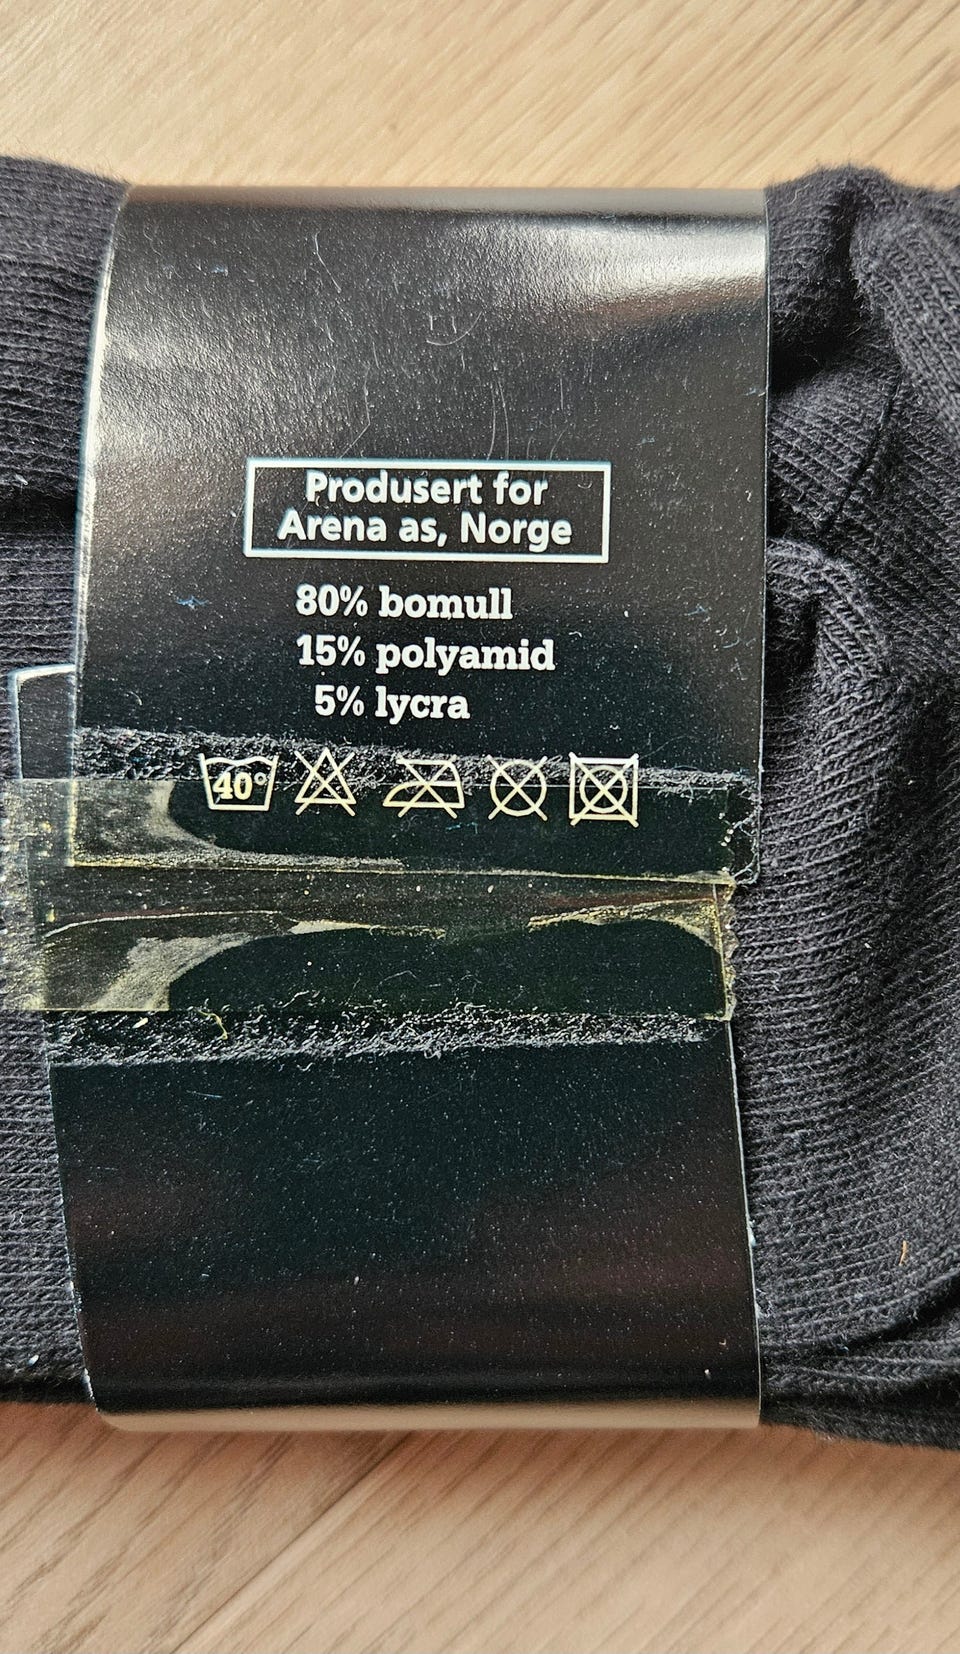 Produsert for
Arena as, Norge
80% bomull
15% polyamid
5% lycra
40°